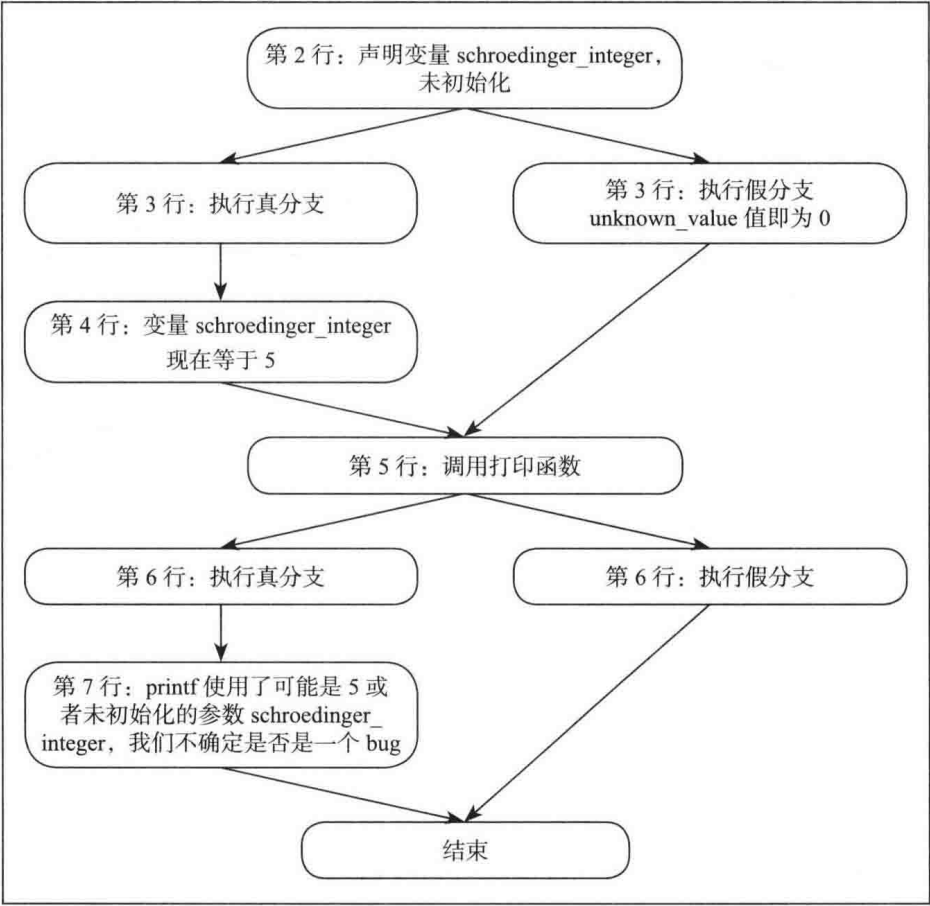 第 2 行：声明变量 schroedinger_integer，
未初始化
第 3 行：执行真分支
第 3 行：执行假分支
unknown_value 值即为 0
第 4 行：变量 schroedinger_integer
现在等于 5
第 5 行：调用打印函数
第 6 行：执行真分支
第 6 行：执行假分支
第 7 行：printf 使用了可能是 5 或
者未初始化的参数 schroedinger_
integer，我们不确定是否是一个 bug
结束